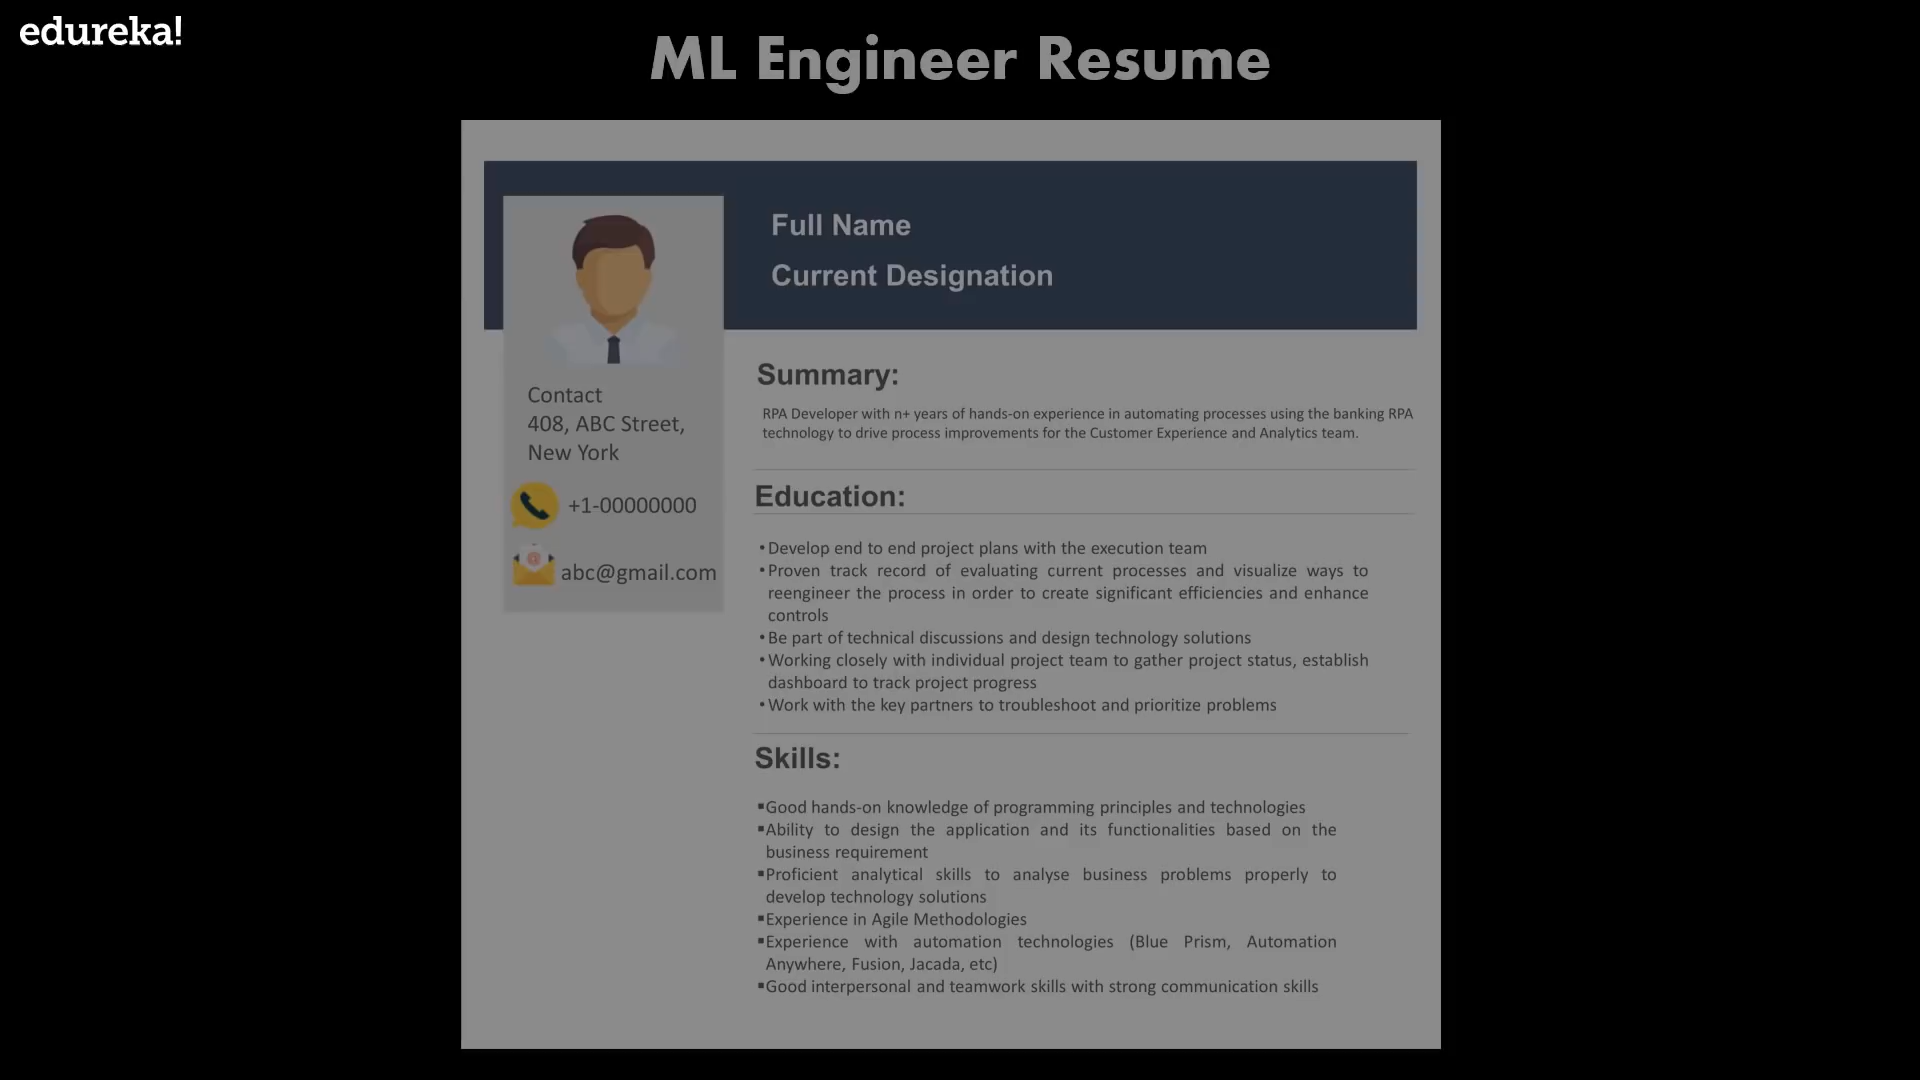 edureka!
ML Engineer Resume
Full Name
Current Designation
Contact
408, ABC Street,
New York
+1-00000000
abc@gmail.com
Summary:
RPA Developer with n+ years of hands-on experience in automating processes using the banking RPA
technology to drive process improvements for the Customer Experience and Analytics team.
Education:
•Develop end to end project plans with the execution team
•Proven track record of evaluating current processes and visualize ways to
reengineer the process in order to create significant efficiencies and enhance
controls
•Be part of technical discussions and design technology solutions
•Working closely with individual project team to gather project status, establish
dashboard to track project progress
•Work with the key partners to troubleshoot and prioritize problems
Skills:
▪Good hands-on knowledge of programming principles and technologies
▪Ability to design the application and its functionalities based on the
business requirement
▪Proficient analytical skills to analyse business problems properly to
develop technology solutions
▪Experience in Agile Methodologies
▪Experience with automation technologies (Blue Prism, Automation
Anywhere, Fusion, Jacada, etc)
▪Good interpersonal and teamwork skills with strong communication skills